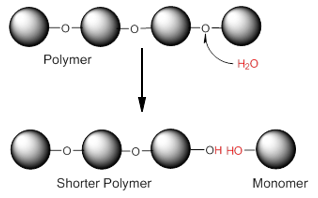 O O O
Polymer
H₂O
O O OH HO
Shorter Polymer
Monomer